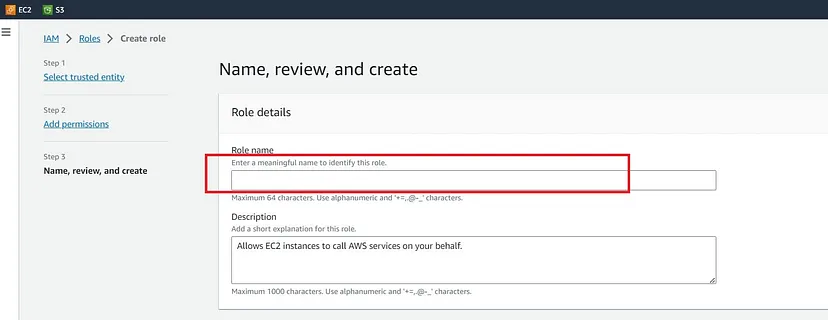 EC2 S3
IAM > Roles > Create role
Step 1
Select trusted entity
Step 2
Add permissions
Step 3
Name, review, and create
Name, review, and create
Role details
Role name
Enter a meaningful name to identify this role.
Maximum 64 characters. Use alphanumeric and '+=,.@-_' characters.
Description
Add a short explanation for this role.
Allows EC2 instances to call AWS services on your behalf.
Maximum 1000 characters. Use alphanumeric and '+=,.@-_' characters.